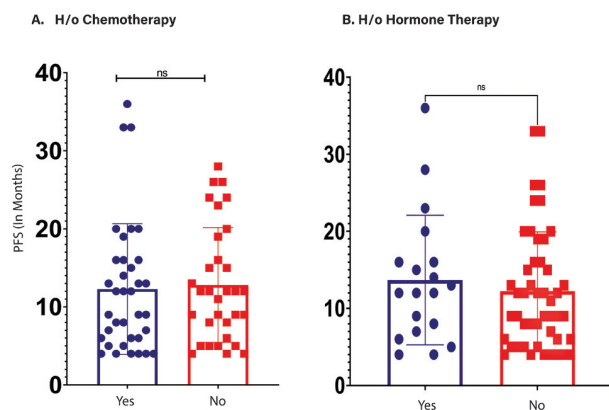 A. H/o Chemotherapy
B. H/o Hormone Therapy
PFS (In Months)
40
30
20
10
0
ns
Yes
No
40
30
20
10
0
ns
Yes
No